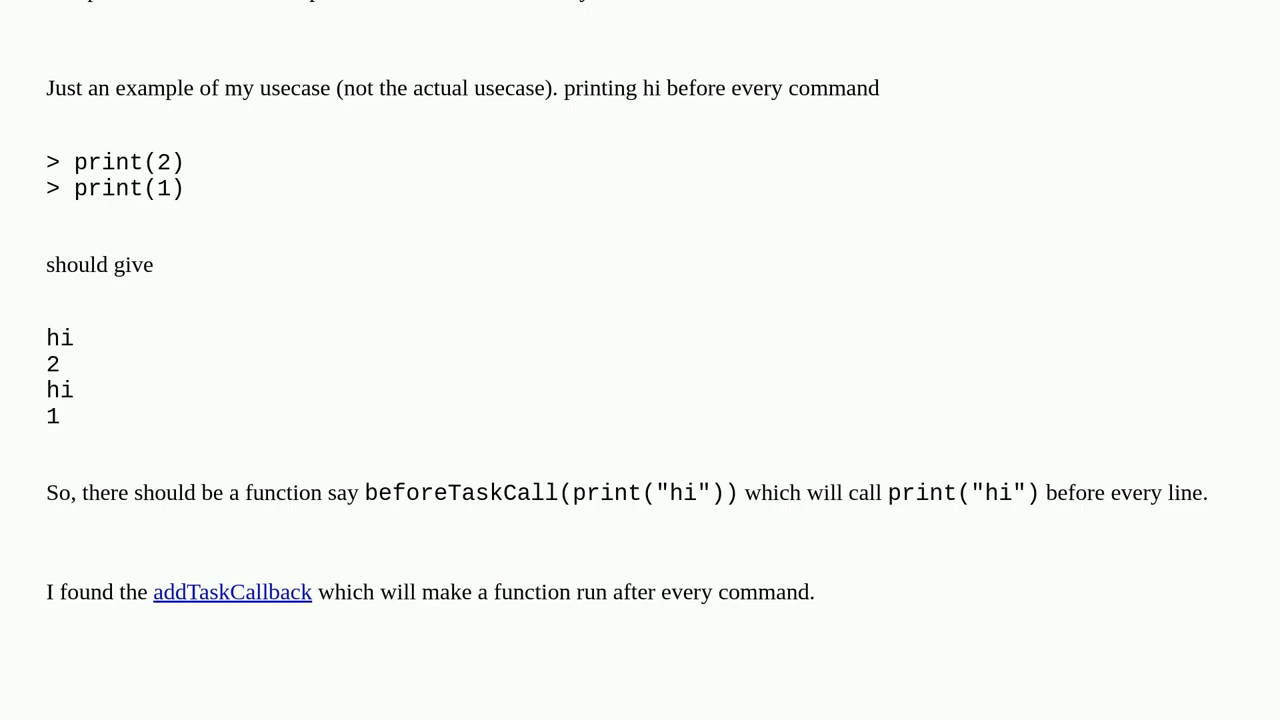 Just an example of my usecase (not the actual usecase). printing hi before every command
> print(2)
> print(1)
should give
hi
2
hi
1
So, there should be a function say beforeTaskCall(print("hi")) which will call print("hi") before every line.
I found the addTaskCallback which will make a function run after every command.